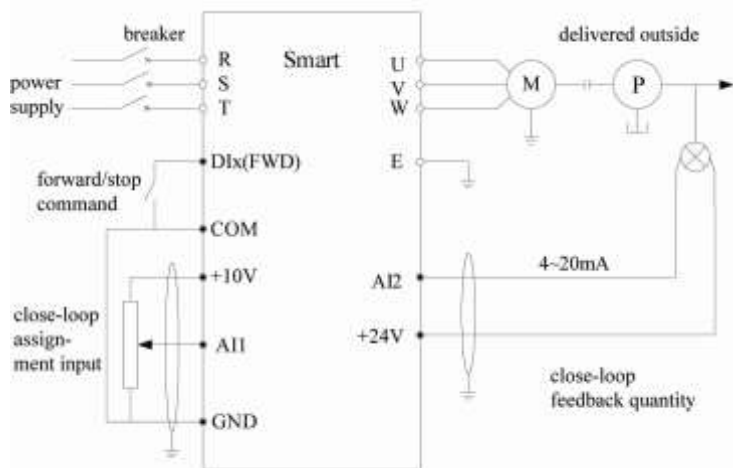 breaker
power
supply
R
S
T
Smart
U
V
W
M
P
delivered outside
DIx(FWD)
E
forward/stop
command
COM
+10V
AI2
4~20mA
close-loop
assign-
ment input
AI1
+24V
GND
close-loop
feedback quantity